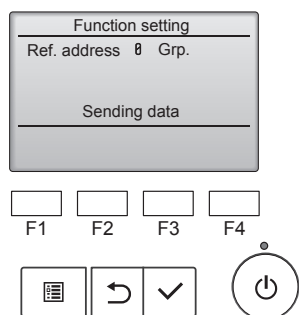 Function setting
Ref. address 0 Grp.
Sending data
F1 F2 F3 F4